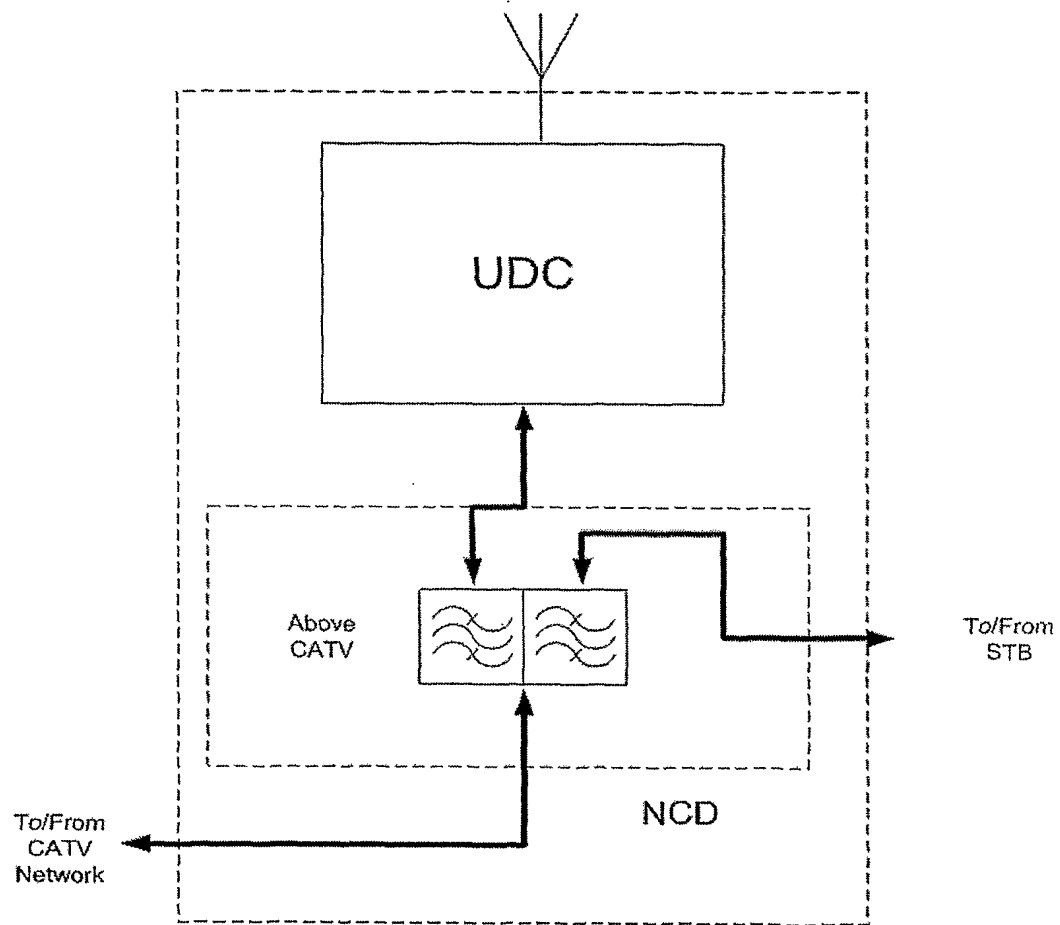 UDC
Above
CATV
To/From
STB
NCD
To/From
CATV
Network